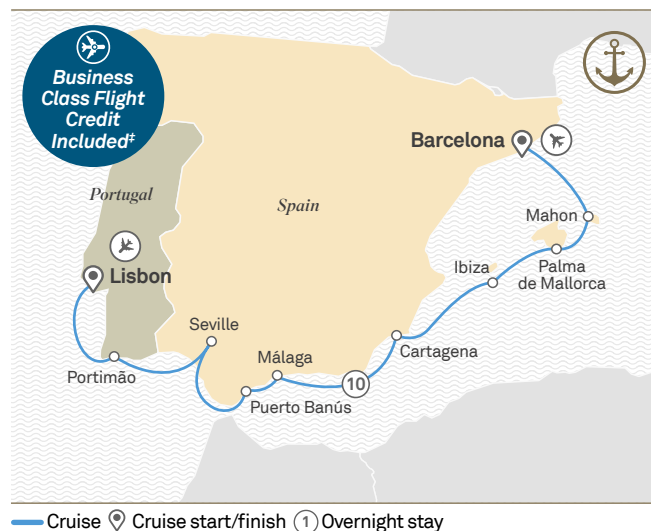 Business
Class Flight
Credit
Included‡
Barcelona
Portugal
Spain
Mahon
Lisbon
Ibiza
Palma
de Mallorca
Seville
Málaga
Cartagena
Portimão
10
Puerto Banús
Cruise
Cruise start/finish
1
Overnight stay